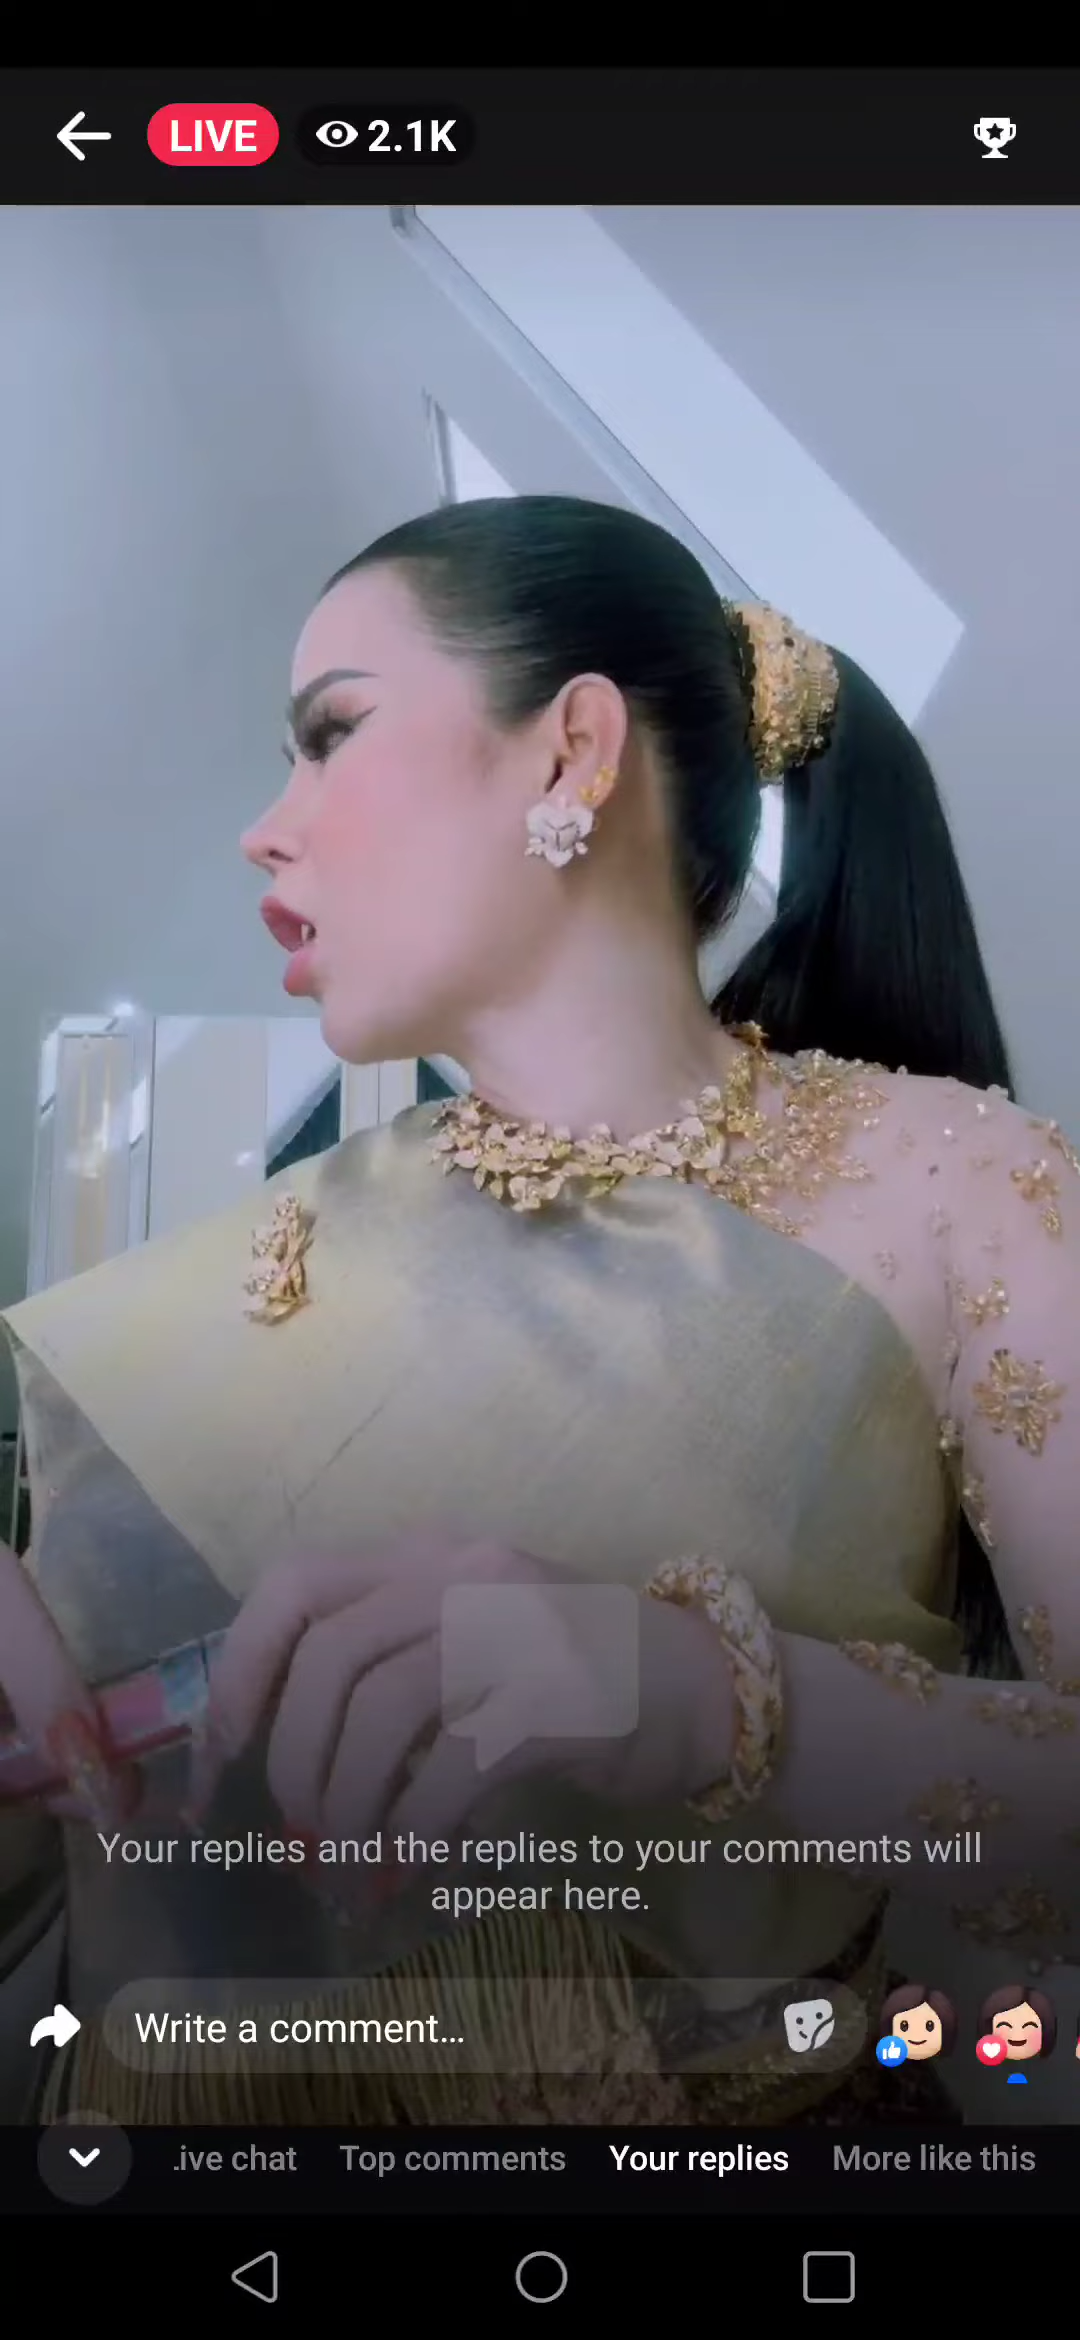 LIVE 2.1K
Your replies and the replies to your comments will
appear here.
Write a comment...
.ive chat Top comments Your replies More like this